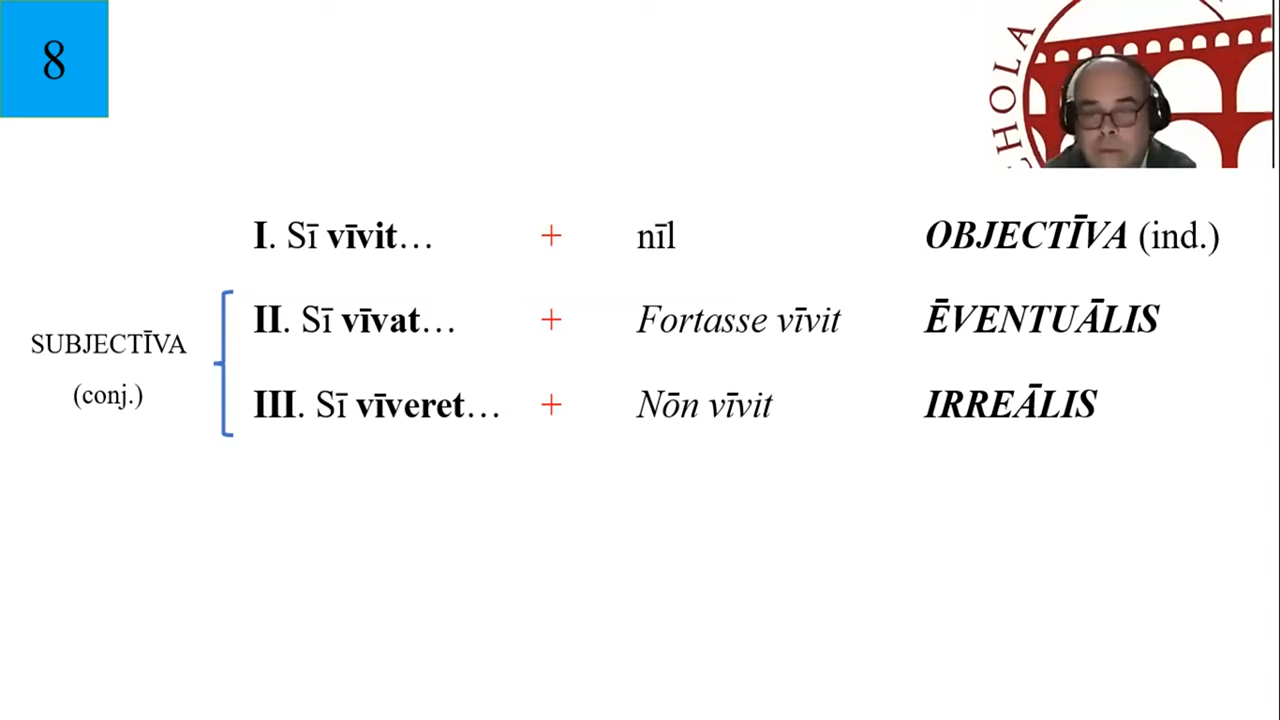 8
CHOLA
I. Sī vīvit… + nīl OBJECTĪVA (ind.)
SUBJECTĪVA
(conj.)
II. Sī vīvat… + Fortasse vīvit ĒVENTUĀLIS
III. Sī vīveret… + Nōn vīvit IRREĀLIS